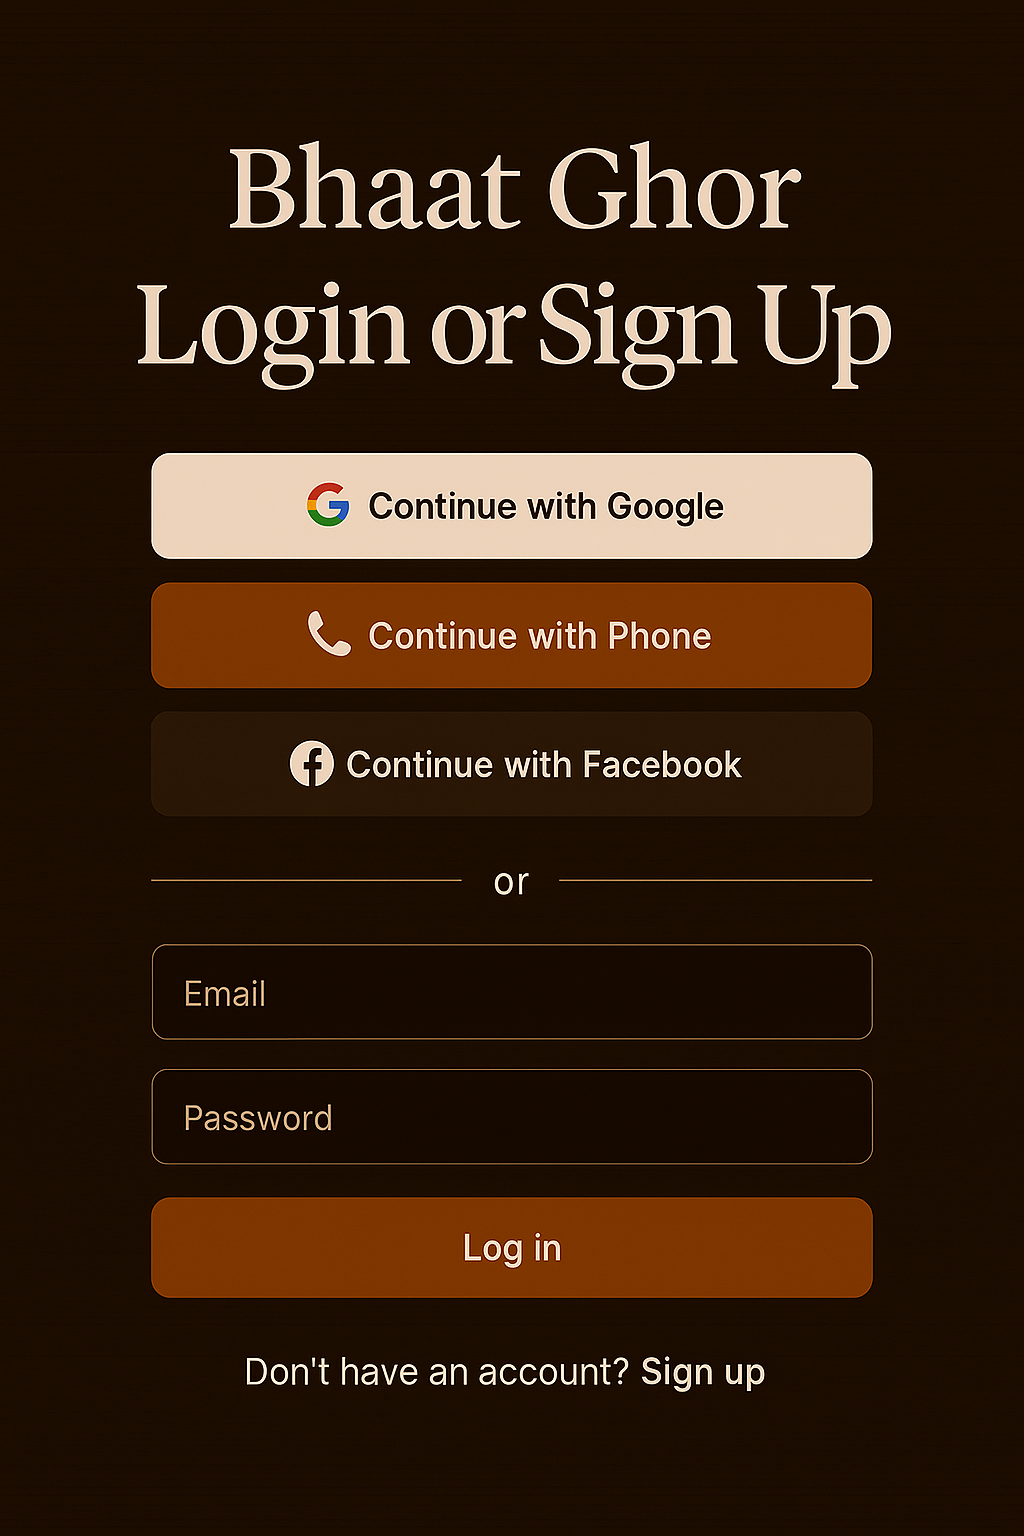 Bhaat Ghor
Login or Sign Up
Continue with Google
Continue with Phone
Continue with Facebook
or
Email
Password
Log in
Don't have an account? Sign up